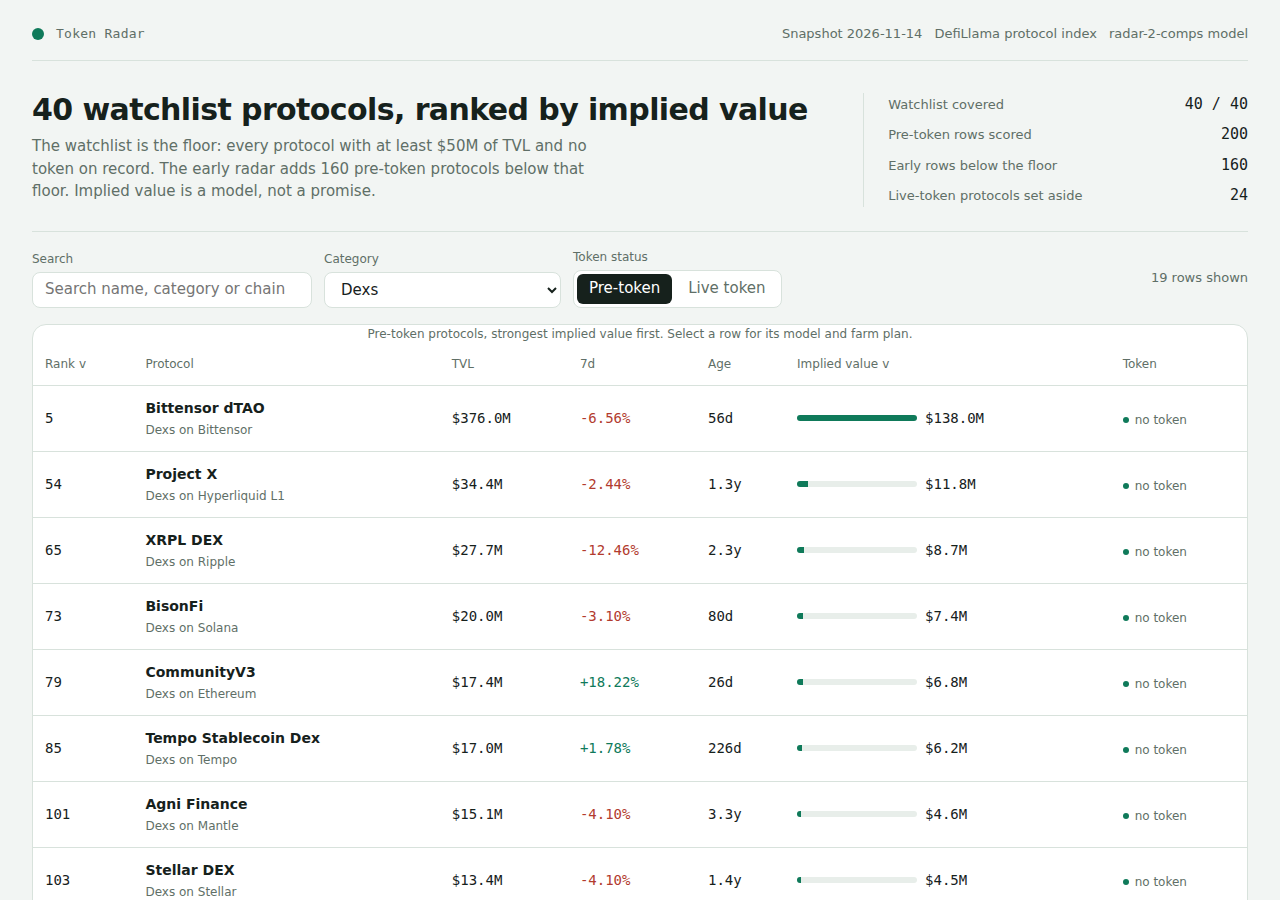 Token Radar
Snapshot 2026-11-14 DefiLlama protocol index radar-2-comps model
40 watchlist protocols, ranked by implied value
The watchlist is the floor: every protocol with at least $50M of TVL and no
token on record. The early radar adds 160 pre-token protocols below that
floor. Implied value is a model, not a promise.
Watchlist covered 40 / 40
Pre-token rows scored 200
Early rows below the floor 160
Live-token protocols set aside 24
Search Category Token status
Search name, category or chain Dexs Pre-token Live token 19 rows shown
Pre-token protocols, strongest implied value first. Select a row for its model and farm plan.
Rank v Protocol TVL 7d Age Implied value v Token
5 Bittensor dTAO $376.0M -6.56% 56d $138.0M no token
Dexs on Bittensor
54 Project X $34.4M -2.44% 1.3y $11.8M no token
Dexs on Hyperliquid L1
65 XRPL DEX $27.7M -12.46% 2.3y $8.7M no token
Dexs on Ripple
73 BisonFi $20.0M -3.10% 80d $7.4M no token
Dexs on Solana
79 CommunityV3 $17.4M +18.22% 26d $6.8M no token
Dexs on Ethereum
85 Tempo Stablecoin Dex $17.0M +1.78% 226d $6.2M no token
Dexs on Tempo
101 Agni Finance $15.1M -4.10% 3.3y $4.6M no token
Dexs on Mantle
103 Stellar DEX $13.4M -4.10% 1.4y $4.5M no token
Dexs on Stellar